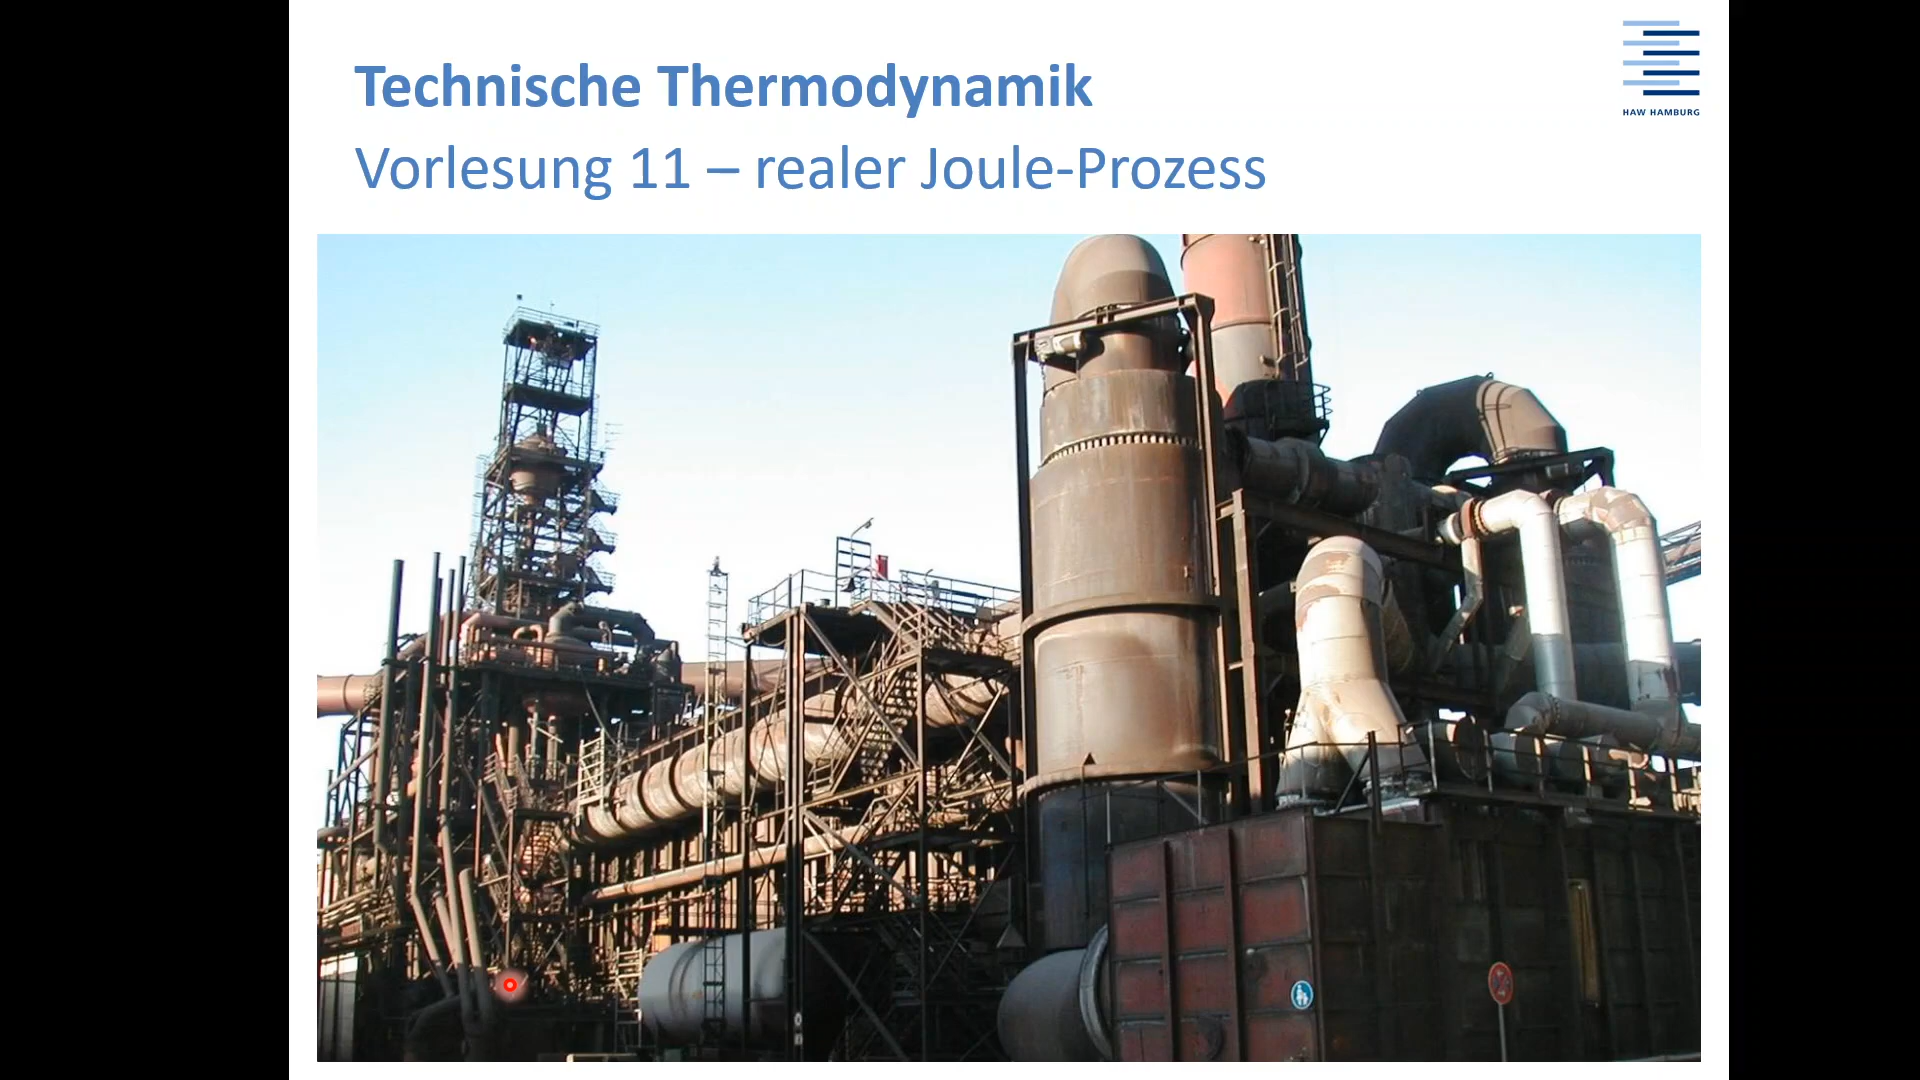 Technische Thermodynamik
Vorlesung 11 – realer Joule-Prozess
HAW HAMBURG